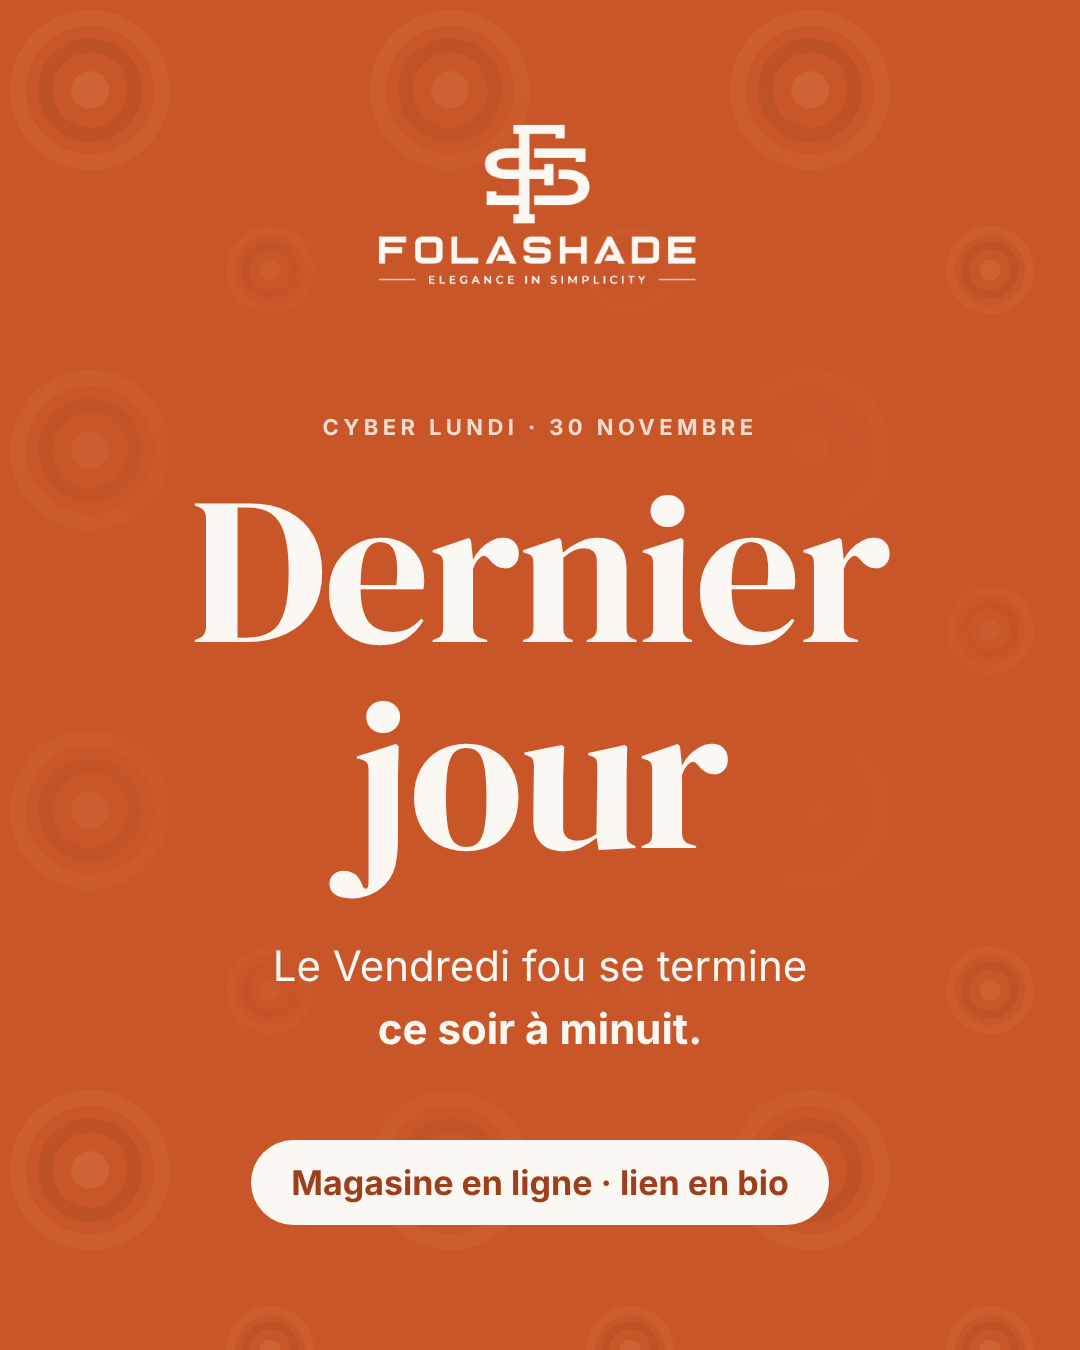 FS
FOLASHADE
ELEGANCE IN SIMPLICITY
CYBER LUNDI · 30 NOVEMBRE
Dernier
jour
Le Vendredi fou se termine
ce soir à minuit.
Magasine en ligne · lien en bio